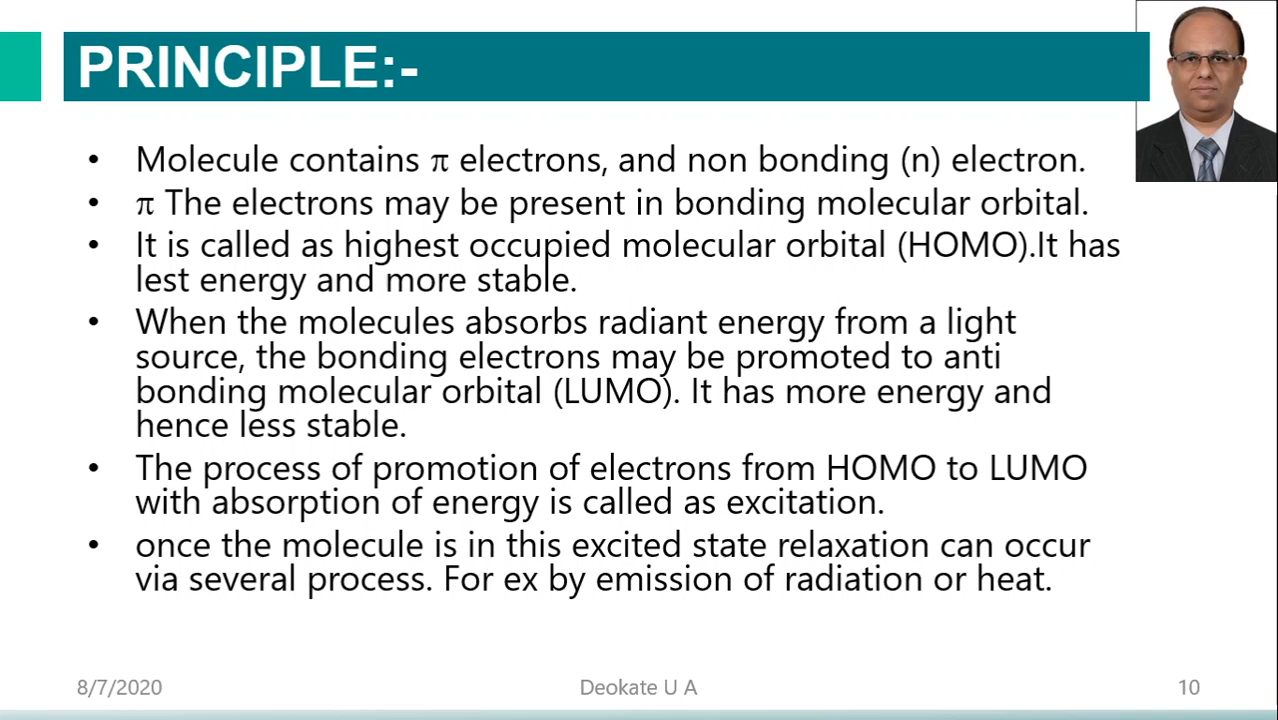 PRINCIPLE:-
• Molecule contains π electrons, and non bonding (n) electron.
• π The electrons may be present in bonding molecular orbital.
• It is called as highest occupied molecular orbital (HOMO).It has
lest energy and more stable.
• When the molecules absorbs radiant energy from a light
source, the bonding electrons may be promoted to anti
bonding molecular orbital (LUMO). It has more energy and
hence less stable.
• The process of promotion of electrons from HOMO to LUMO
with absorption of energy is called as excitation.
• once the molecule is in this excited state relaxation can occur
via several process. For ex by emission of radiation or heat.
8/7/2020
Deokate U A
10